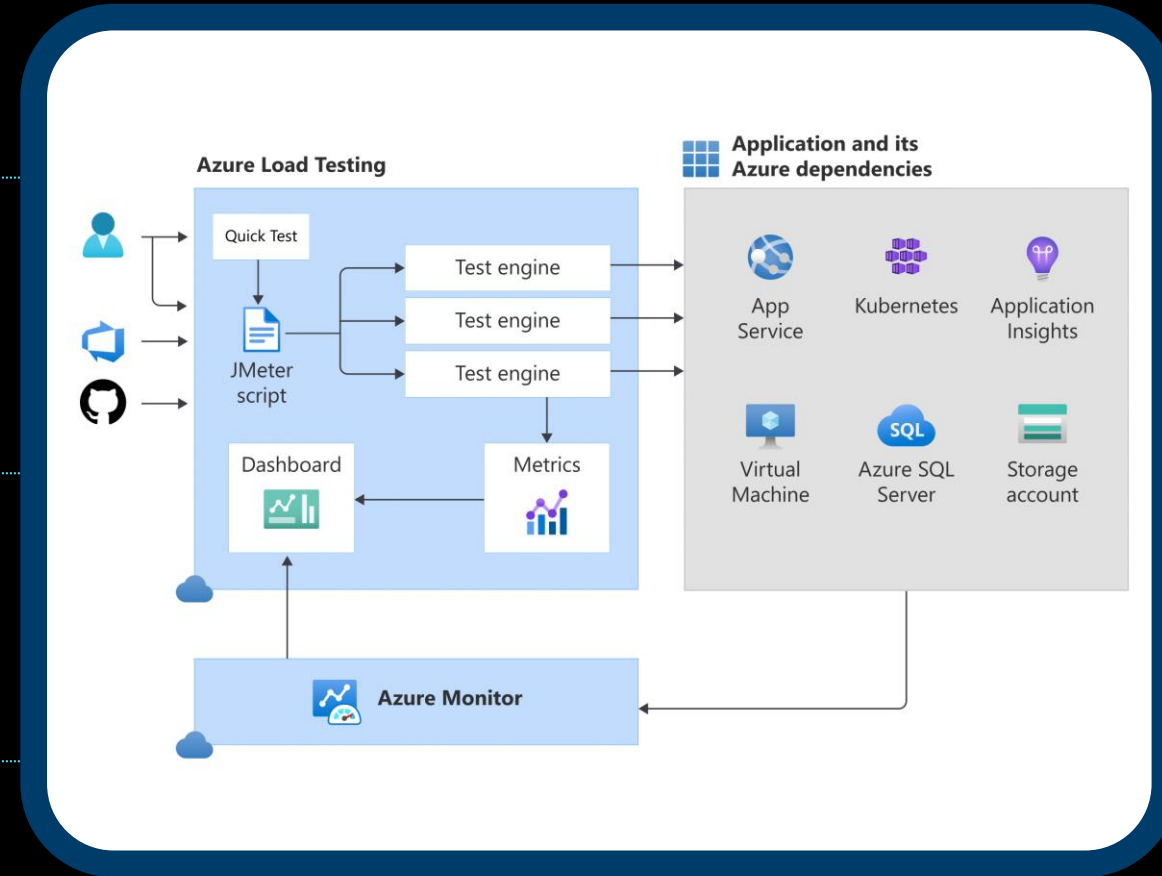 Azure Load Testing
Quick Test
JMeter
script
Test engine
Test engine
Test engine
Dashboard
Metrics
Azure Monitor
Application and its
Azure dependencies
App
Service
Kubernetes
Application
Insights
Virtual
Machine
SQL
Azure SQL
Server
Storage
account